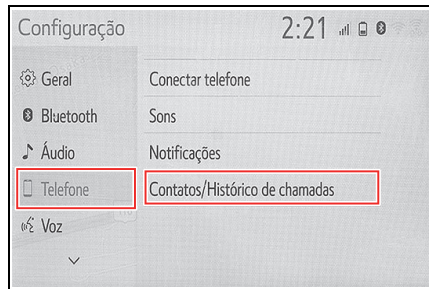 Configuração 2:21
Geral
Bluetooth
Áudio
Telefone
Voz
Conectar telefone
Sons
Notificações
Contatos/Histórico de chamadas